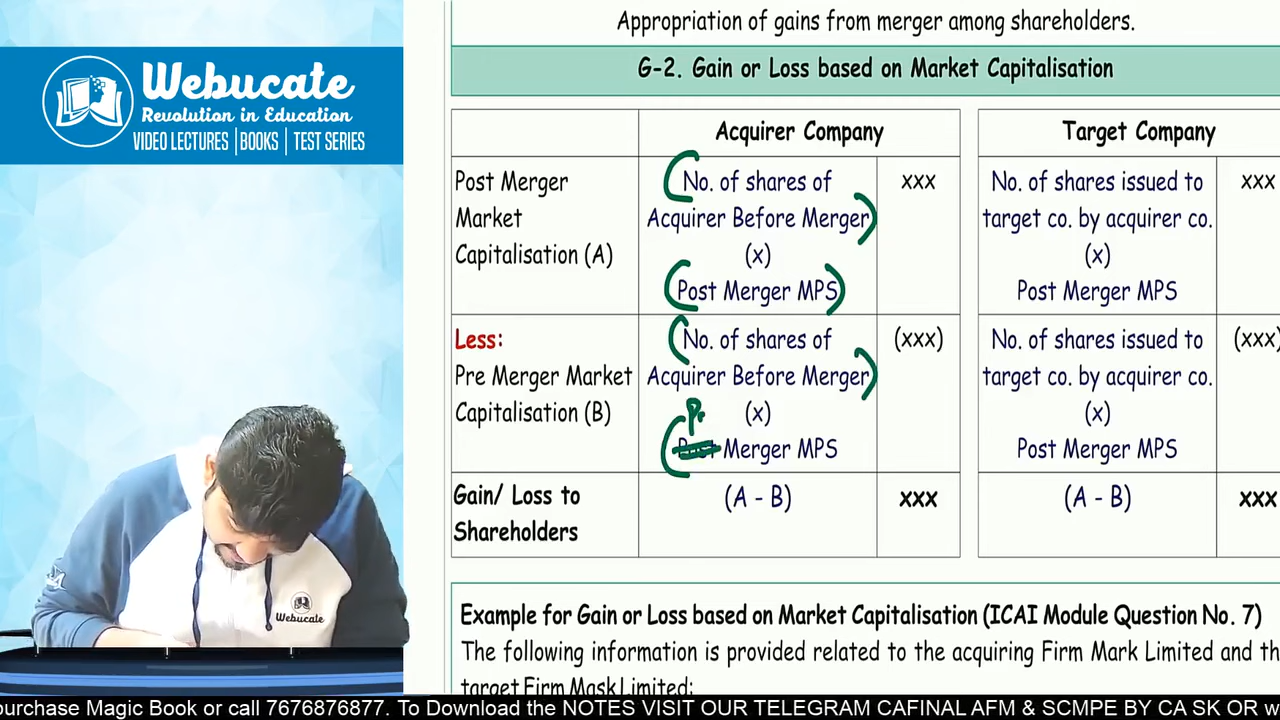 Appropriation of gains from merger among shareholders.
G-2. Gain or Loss based on Market Capitalisation
Webucate
Revolution in Education
VIDEO LECTURES | BOOKS | TEST SERIES
Acquirer Company
Target Company
Post Merger
Market
Capitalisation (A)
No. of shares of
Acquirer Before Merger
(x)
Post Merger MPS
xxx
No. of shares issued to
target co. by acquirer co.
(x)
Post Merger MPS
xxx
Less:
Pre Merger Market
Capitalisation (B)
No. of shares of
Acquirer Before Merger
(x)
Merger MPS
(xxx)
No. of shares issued to
target co. by acquirer co.
(x)
Post Merger MPS
(xxx)
Gain/ Loss to
Shareholders
(A - B)
xxx
(A - B)
xxx
Webucate
Example for Gain or Loss based on Market Capitalisation (ICAI Module Question No. 7)
The following information is provided related to the acquiring Firm Mark Limited and
target Firm Mask Limited:
purchase Magic Book or call 7676876877. To Download the NOTES VISIT OUR TELEGRAM CAFINAL AFM & SCMPE BY CA SK OR